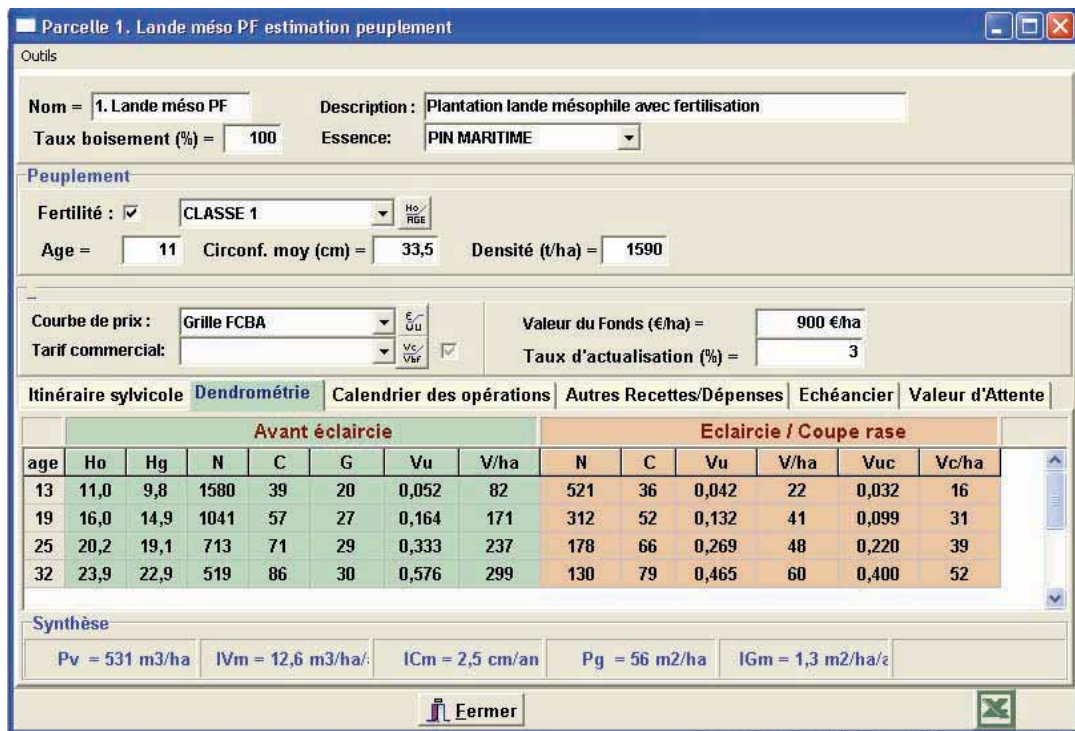 Parcelle 1. Lande méso PF estimation peuplement
Outils
Nom = 1. Lande méso PF Description : Plantation lande mésophile avec fertilisation
Taux boisement (%) = 100 Essence: PIN MARITIME
Peuplement
Fertilité : CLASSE 1 Ho/AGE
Age = 11 Circonf. moy (cm) = 33,5 Densité (t/ha) = 1590
Courbe de prix : Grille FCBA €/Vu Valeur du Fonds (€/ha) = 900 €/ha
Tarif commercial: Vc/Vbf Taux d'actualisation (%) = 3
Itinéraire sylvicole Dendrométrie Calendrier des opérations Autres Recettes/Dépenses Echéancier Valeur d'Attente
Avant éclaircie Eclaircie / Coupe rase
age Ho Hg N C G Vu V/ha N C Vu V/ha Vuc Vc/ha
13 11,0 9,8 1580 39 20 0,052 82 521 36 0,042 22 0,032 16
19 16,0 14,9 1041 57 27 0,164 171 312 52 0,132 41 0,099 31
25 20,2 19,1 713 71 29 0,333 237 178 66 0,269 48 0,220 39
32 23,9 22,9 519 86 30 0,576 299 130 79 0,465 60 0,400 52
Synthèse
Pv = 531 m3/ha IVm = 12,6 m3/ha/ ICm = 2,5 cm/an Pg = 56 m2/ha IGm = 1,3 m2/ha/a
Fermer